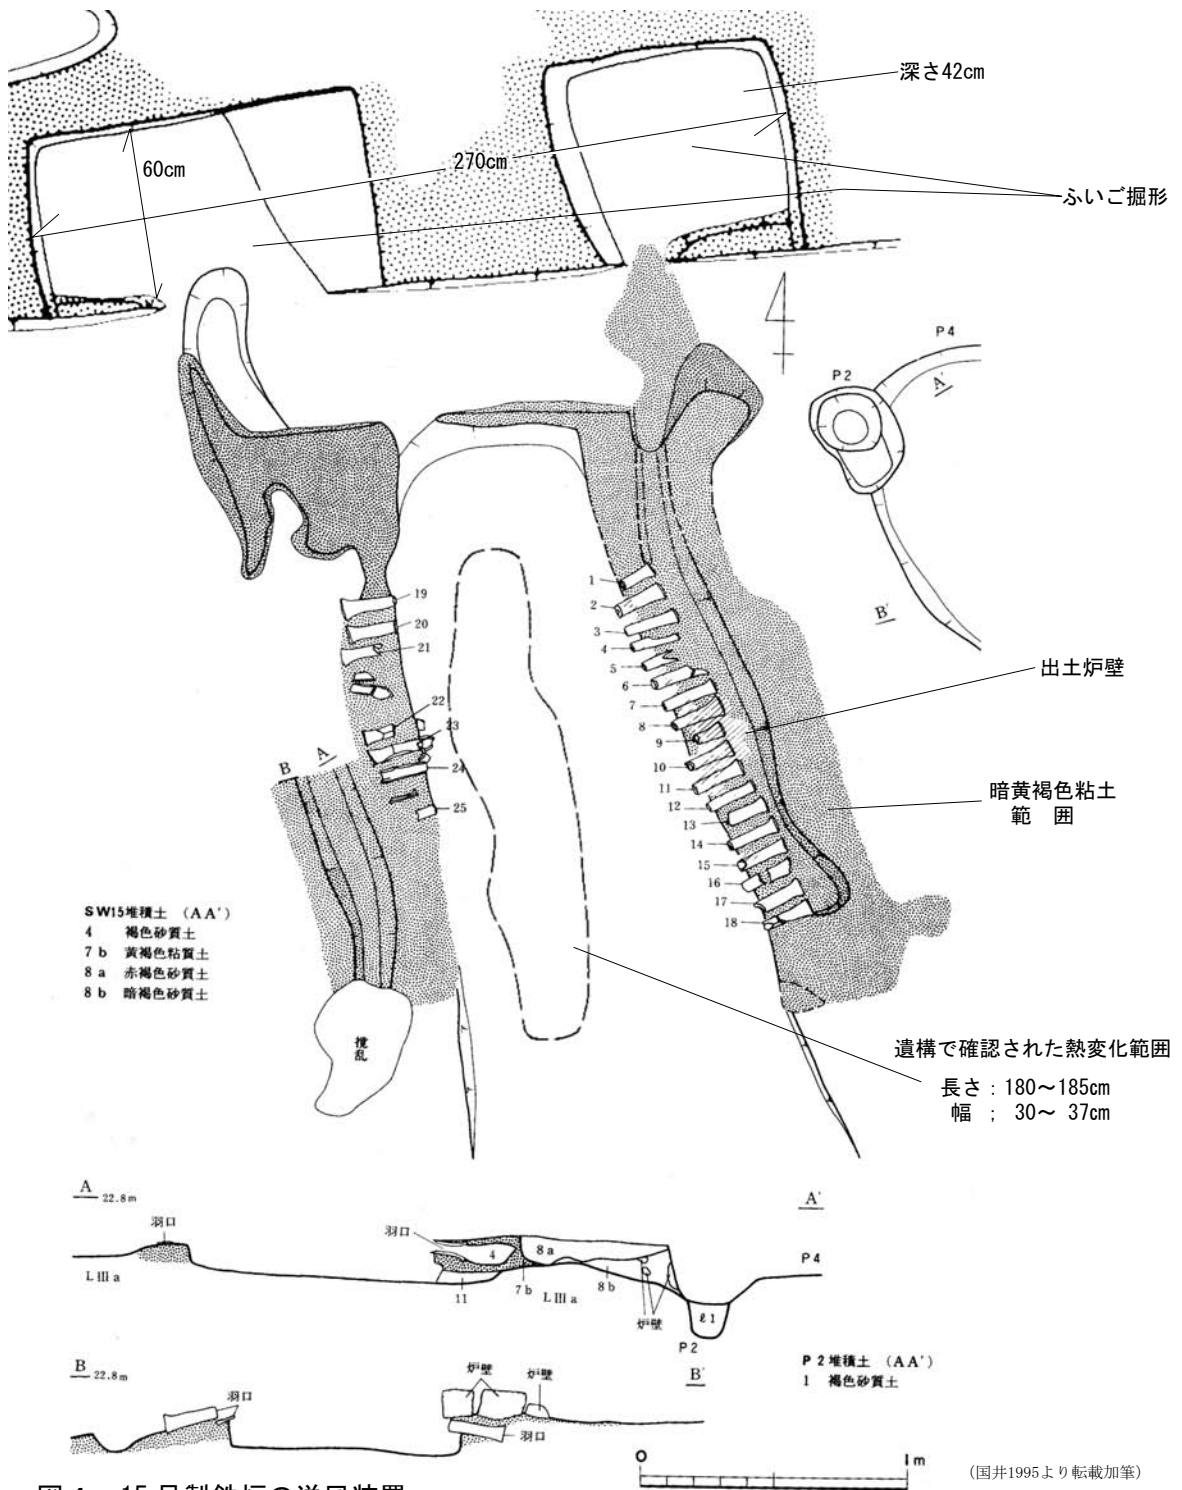 深さ42cm
60cm
270cm
ふいご掘形
P4
P2
A'
B'
1
2
3
4
5
6
7
8
9
10
11
12
13
14
15
16
17
18
19
20
21
22
23
24
25
B
A
出土炉壁
暗黄褐色粘土
範 囲
SW15堆積土 (AA')
4 褐色砂質土
7b 黄褐色粘質土
8a 赤褐色砂質土
8b 暗褐色砂質土
撹乱
遺構で確認された熱変化範囲
長さ:180～185cm
幅 ; 30～ 37cm
A 22.8m
A'
羽口
羽口
4
8a
P4
LⅢa
11
7b
LⅢa
8b
炉壁
ℓ1
P2
B 22.8m
B'
炉壁
炉壁
羽口
羽口
P2堆積土 (AA')
1 褐色砂質土
0
1m
(国井1995より転載加筆)